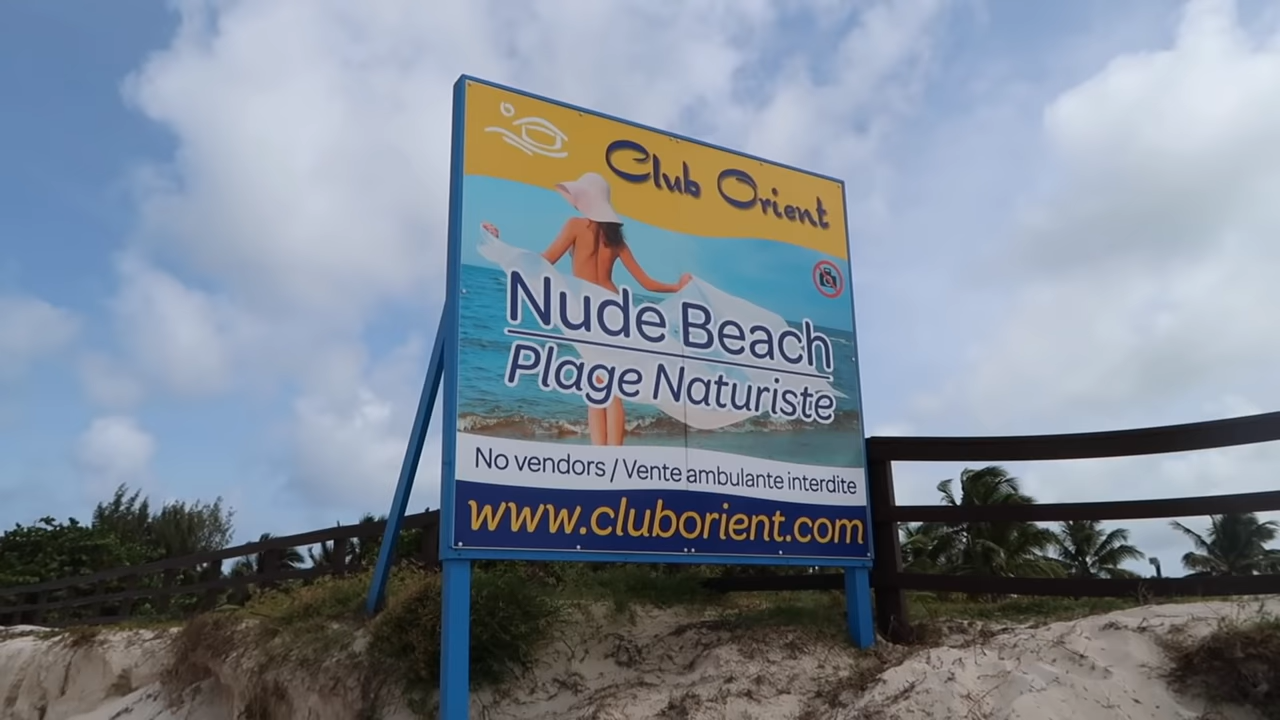 Club Orient
Nude Beach
Plage Naturiste
No vendors / Vente ambulante interdite
www.cluborient.com